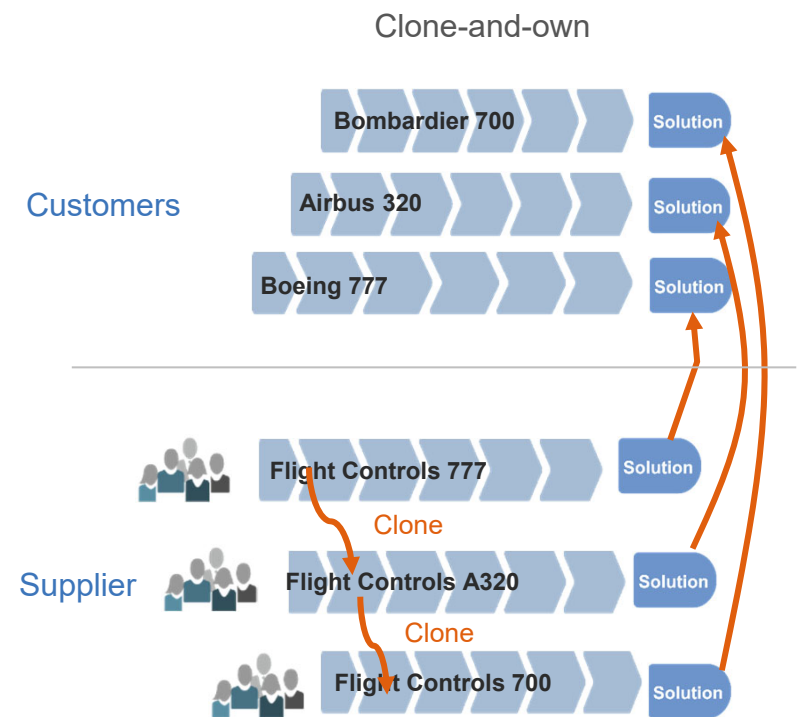 Clone-and-own
Bombardier 700
Solution
Customers
Airbus 320
Solution
Boeing 777
Solution
Flight Controls 777
Solution
Clone
Supplier
Flight Controls A320
Solution
Clone
Flight Controls 700
Solution